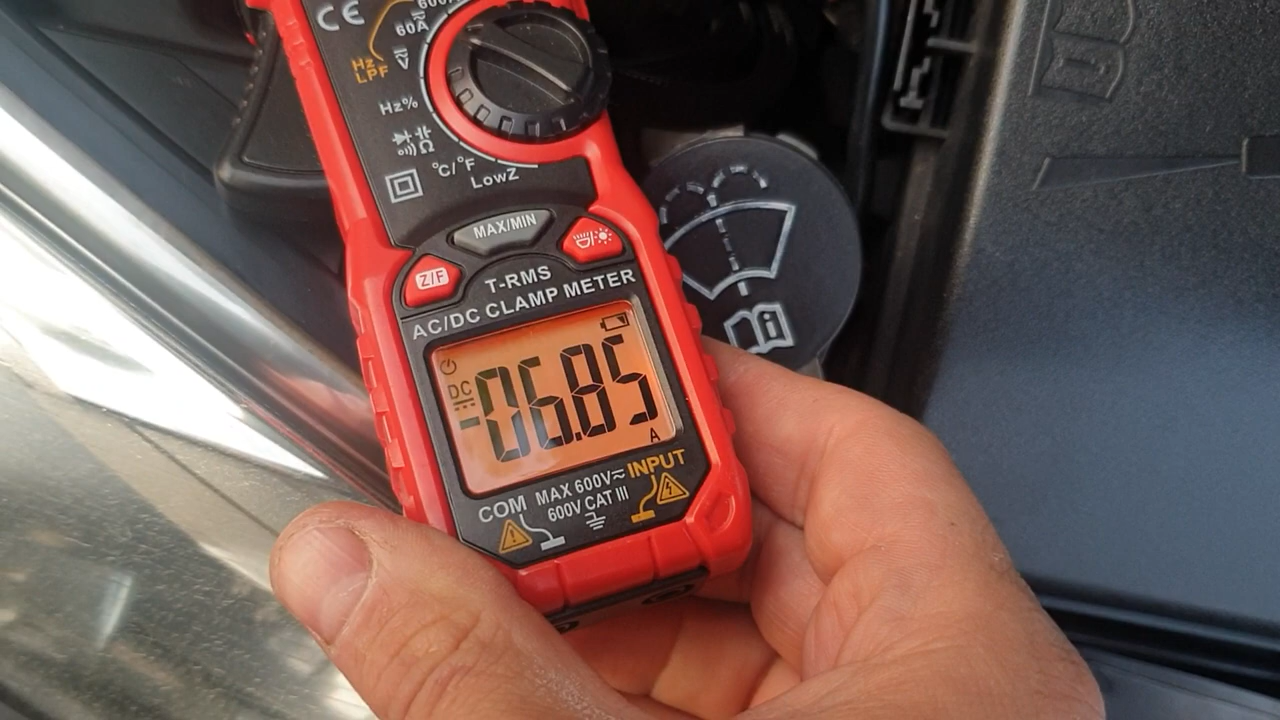 CE
600A
60A
Hz
LPF
V
Hz%
Ω
°C/°F
LowZ
MAX/MIN
Z/F
T-RMS
AC/DC CLAMP METER
DC
-06.85
A
COM MAX 600V INPUT
600V CAT III
i